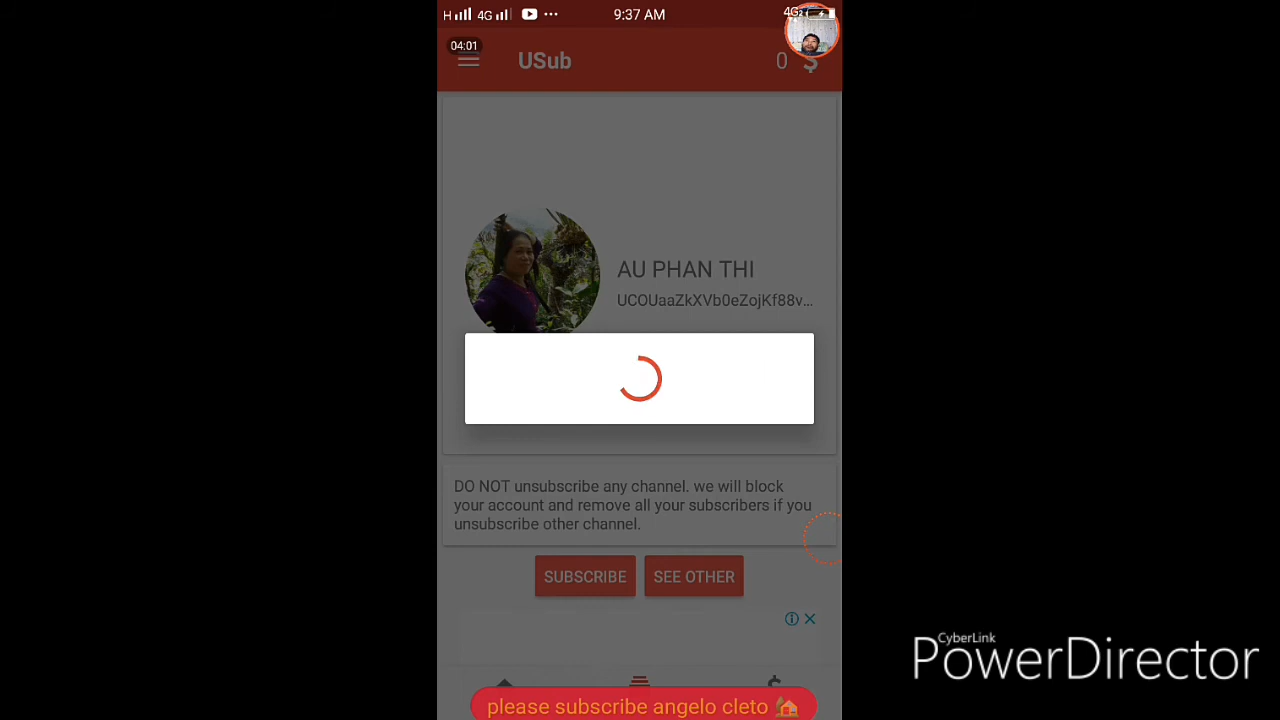 H 4G 9:37 AM 4G2
04:01
USub 0 $
AU PHAN THI
UCOUaaZkXVb0eZojKf88v...
DO NOT unsubscribe any channel. we will block
your account and remove all your subscribers if you
unsubscribe other channel.
SUBSCRIBE SEE OTHER
please subscribe angelo cleto
CyberLink
PowerDirector